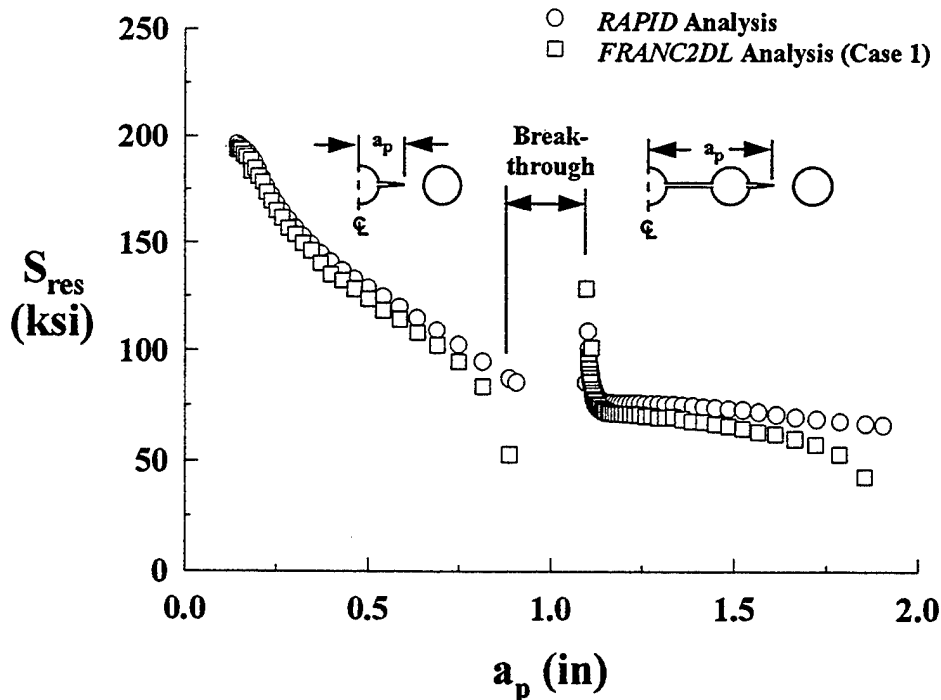 ○ RAPID Analysis
□ FRANC2DL Analysis (Case 1)
250
200
150
100
50
0
S_res
(ksi)
a_p
Break-
through
a_p
℄
℄
0.0 0.5 1.0 1.5 2.0
a_p (in)